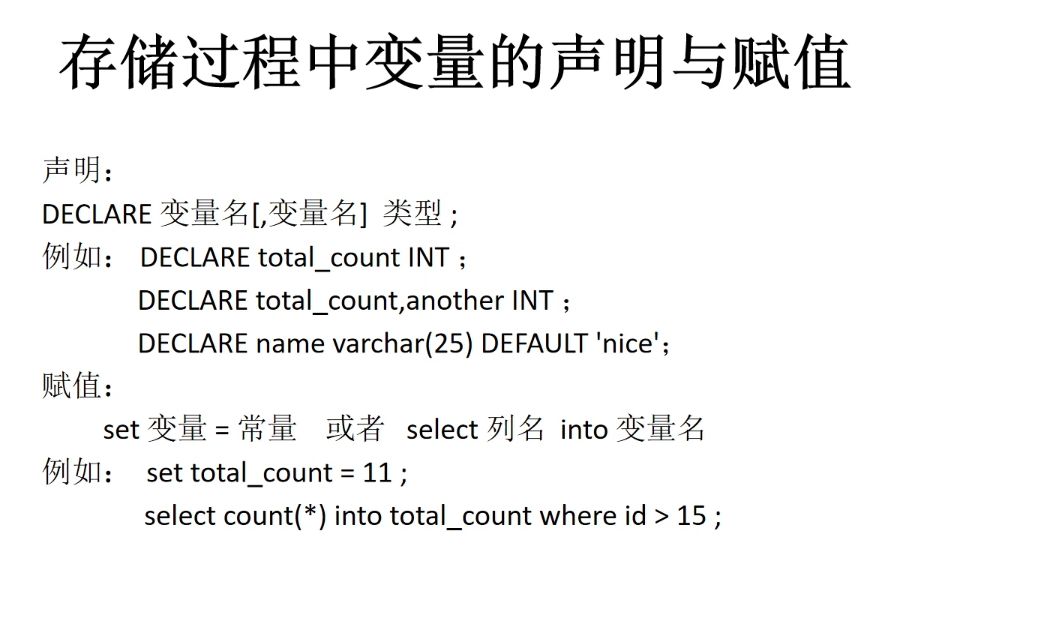 存储过程中变量的声明与赋值
声明：
DECLARE 变量名[,变量名] 类型 ;
例如： DECLARE total_count INT ；
DECLARE total_count,another INT ；
DECLARE name varchar(25) DEFAULT 'nice'；
赋值：
set 变量 = 常量 或者 select 列名 into 变量名
例如： set total_count = 11 ;
select count(*) into total_count where id > 15 ;